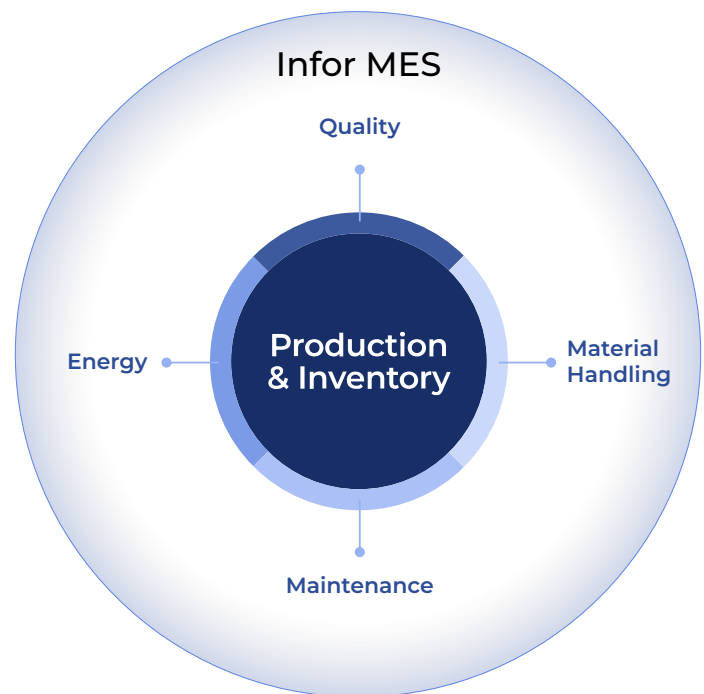 Infor MES
Quality
Production
& Inventory
Energy
Material
Handling
Maintenance